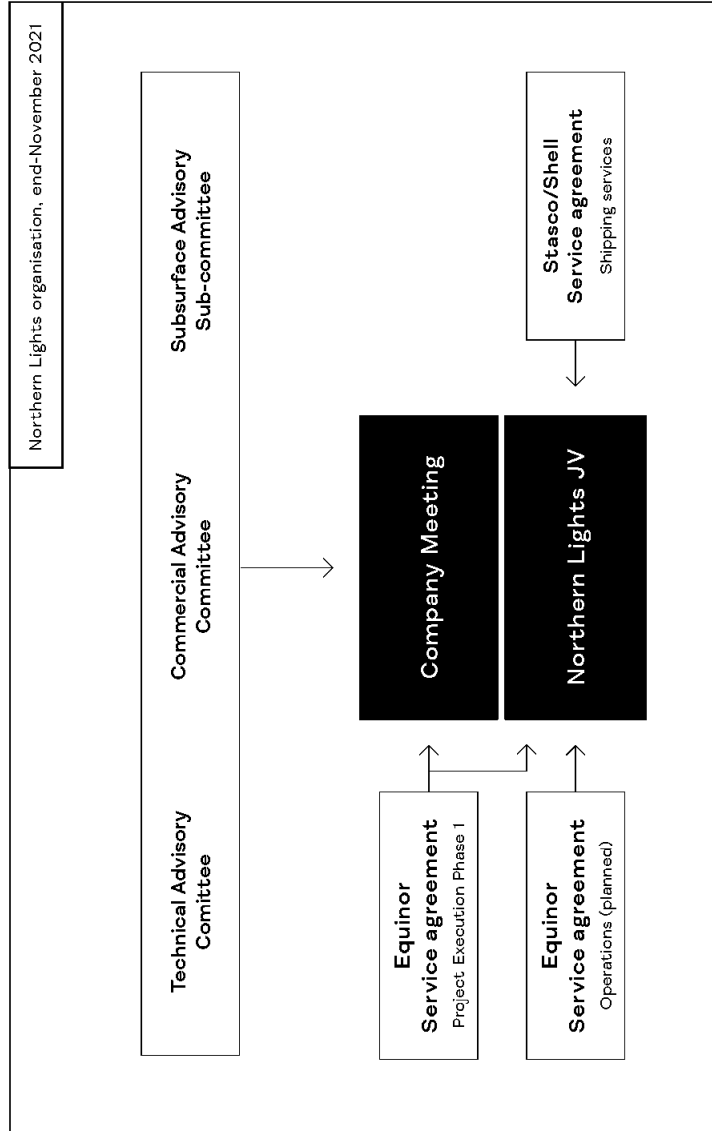 Northern Lights organisation, end-November 2021
Technical Advisory
Comittee
Commercial Advisory
Committee
Subsurface Advisory
Sub-committee
Equinor
Service agreement
Project Execution Phase 1
Company Meeting
Equinor
Service agreement
Operations (planned)
Northern Lights JV
Stasco/Shell
Service agreement
Shipping services